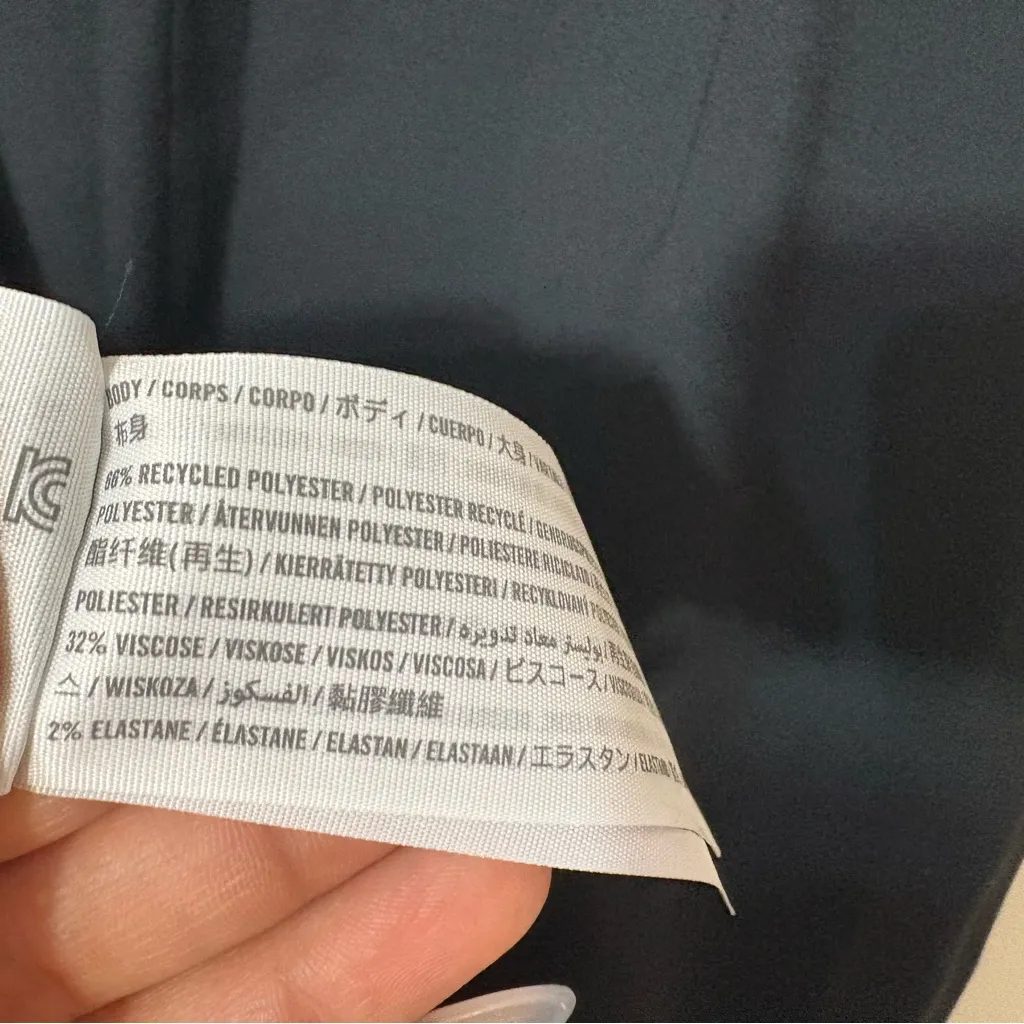 BODY / CORPS / CORPO / ボディ / CUERPO / 大身 /
布身
66% RECYCLED POLYESTER / POLYESTER RECYCLÉ /
POLYESTER / ÅTERVUNNEN POLYESTER / POLIESTERE RICICLATO /
酯纤维(再生) / KIERRÄTETTY POLYESTERI / RECYKLOVANÝ
POLIESTER / RESIRKULERT POLYESTER / بوليستر معاد تدويره /
32% VISCOSE / VISKOSE / VISKOS / VISCOSA / ビスコース /
스 / WISKOZA / الفسكوز / 黏膠纖維
2% ELASTANE / ÉLASTANE / ELASTAN / ELASTAAN / エラスタン /